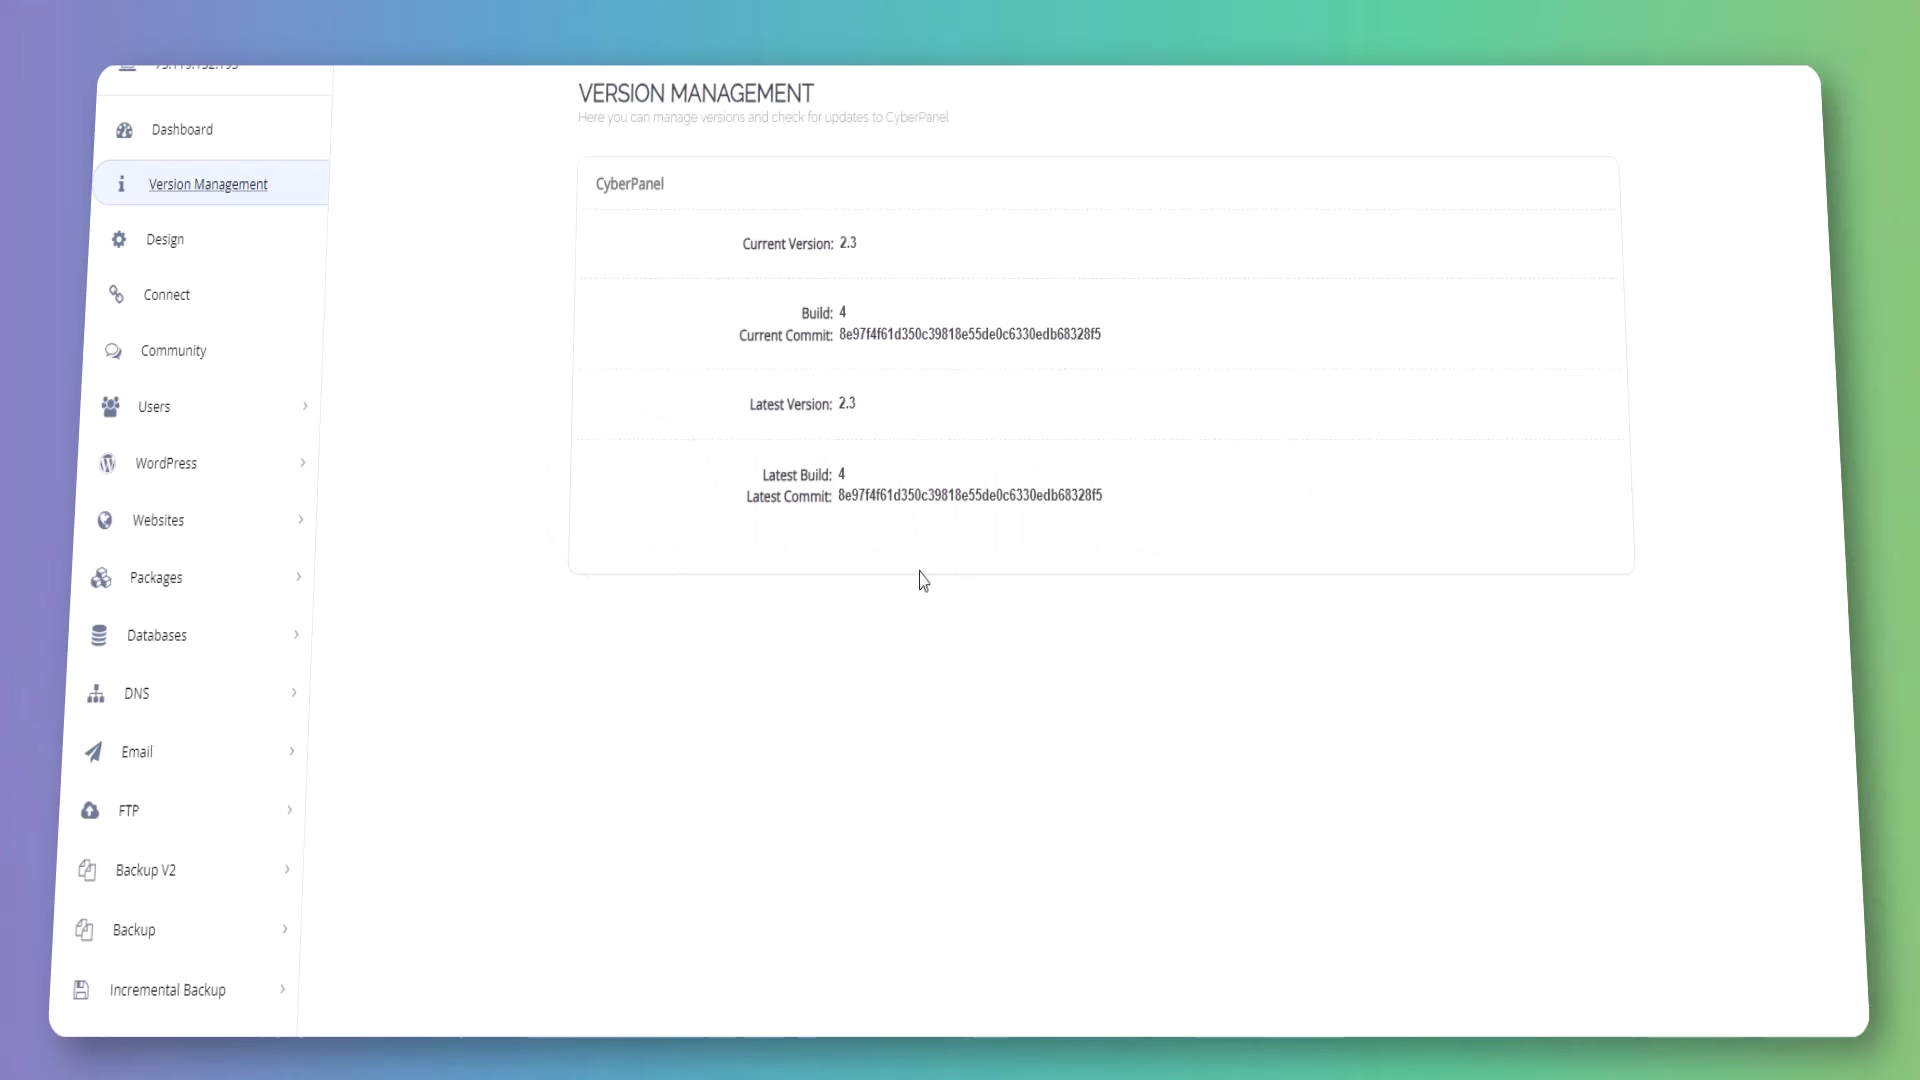 Dashboard
Version Management
Design
Connect
Community
Users
WordPress
Websites
Packages
Databases
DNS
Email
FTP
Backup V2
Backup
Incremental Backup
VERSION MANAGEMENT
Here you can manage versions and check for updates to CyberPanel
CyberPanel
Current Version: 2.3
Build: 4
Current Commit: 8e97f4f61d350c39818e55de0c6330edb68328f5
Latest Version: 2.3
Latest Build: 4
Latest Commit: 8e97f4f61d350c39818e55de0c6330edb68328f5